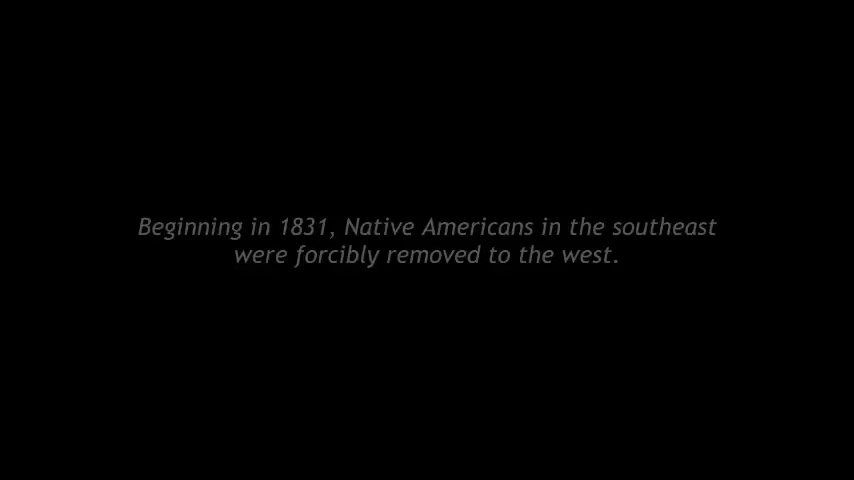 Beginning in 1831, Native Americans in the southeast
were forcibly removed to the west.